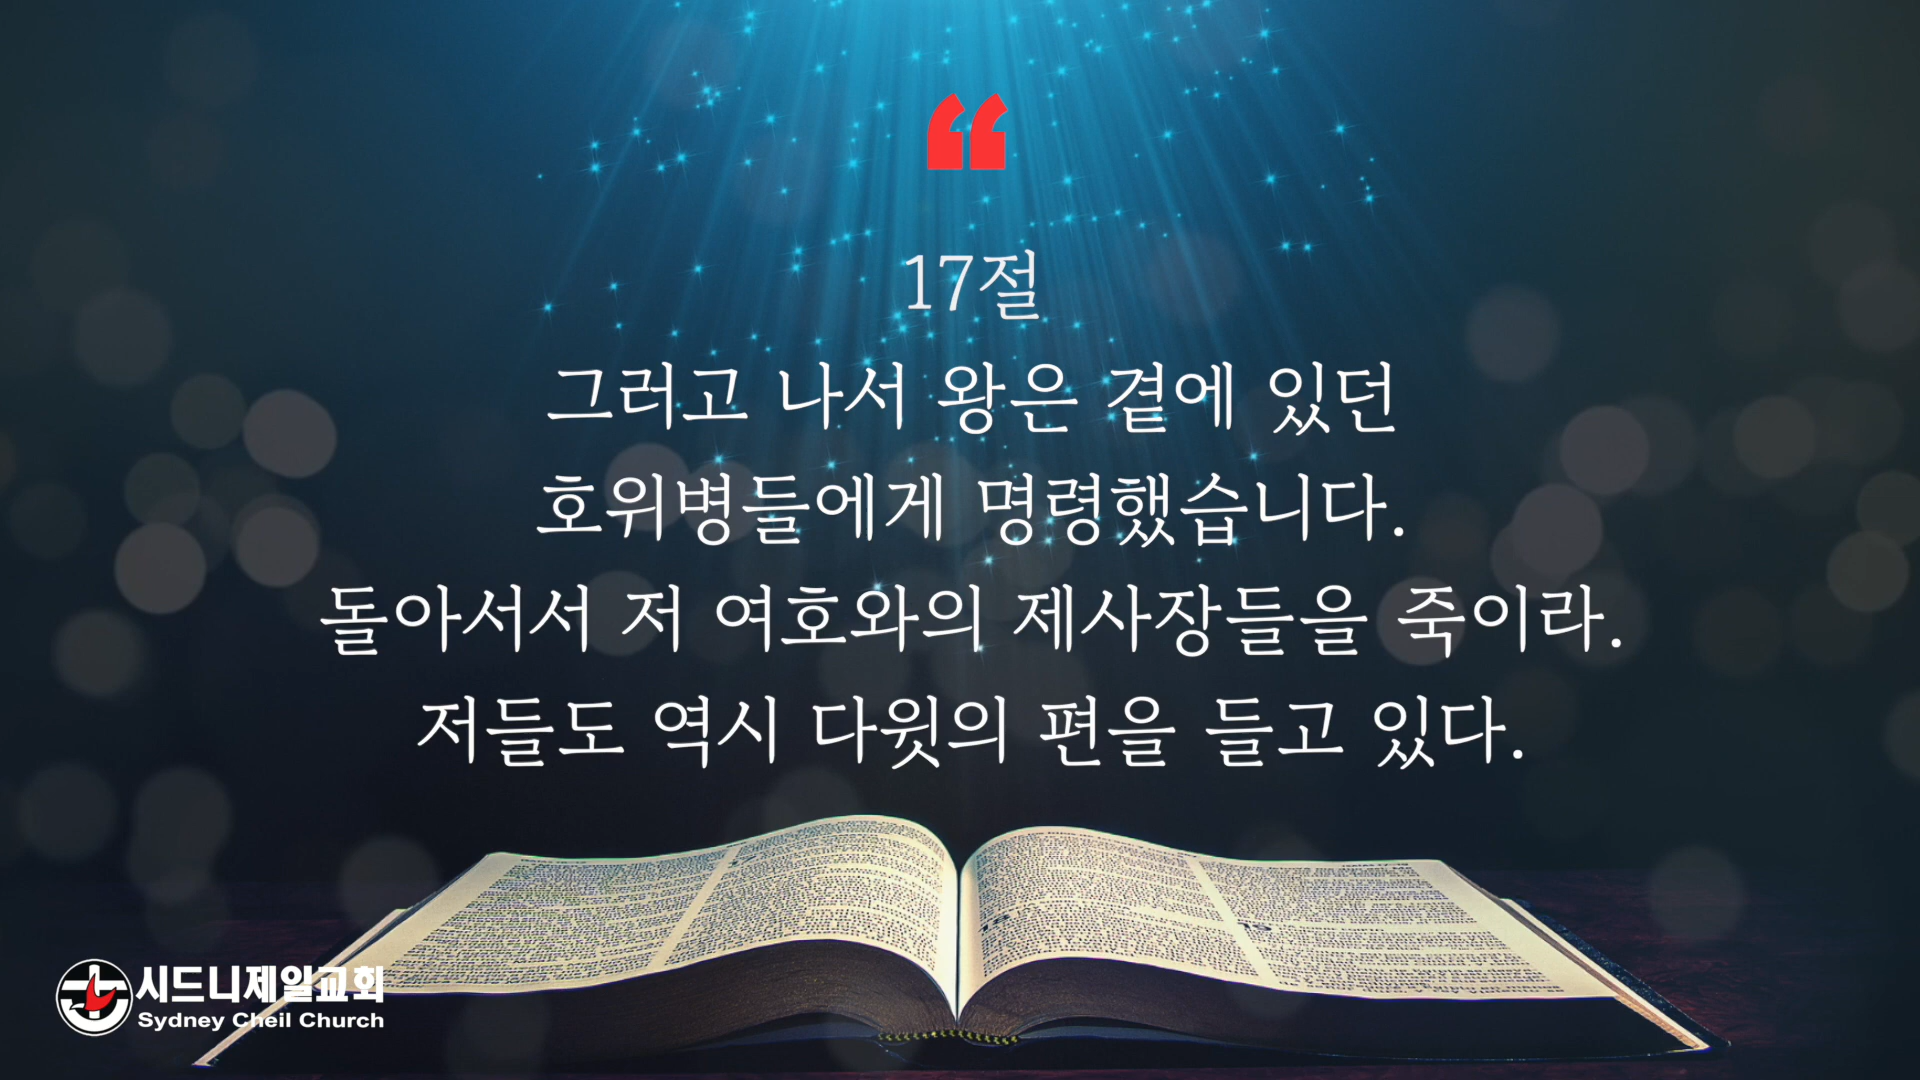 “
17절
그러고 나서 왕은 곁에 있던
호위병들에게 명령했습니다.
돌아서서 저 여호와의 제사장들을 죽이라.
저들도 역시 다윗의 편을 들고 있다.
시드니제일교회
Sydney Cheil Church